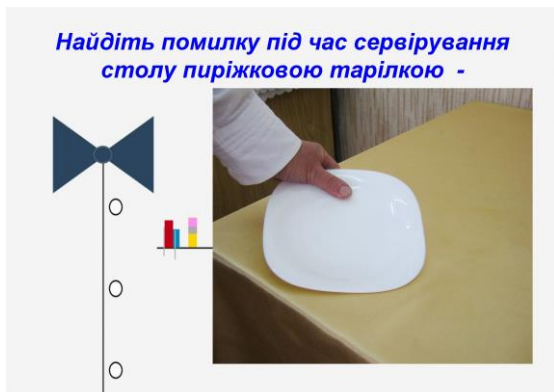 Найдіть помилку під час сервірування
столу пиріжковою тарілкою -